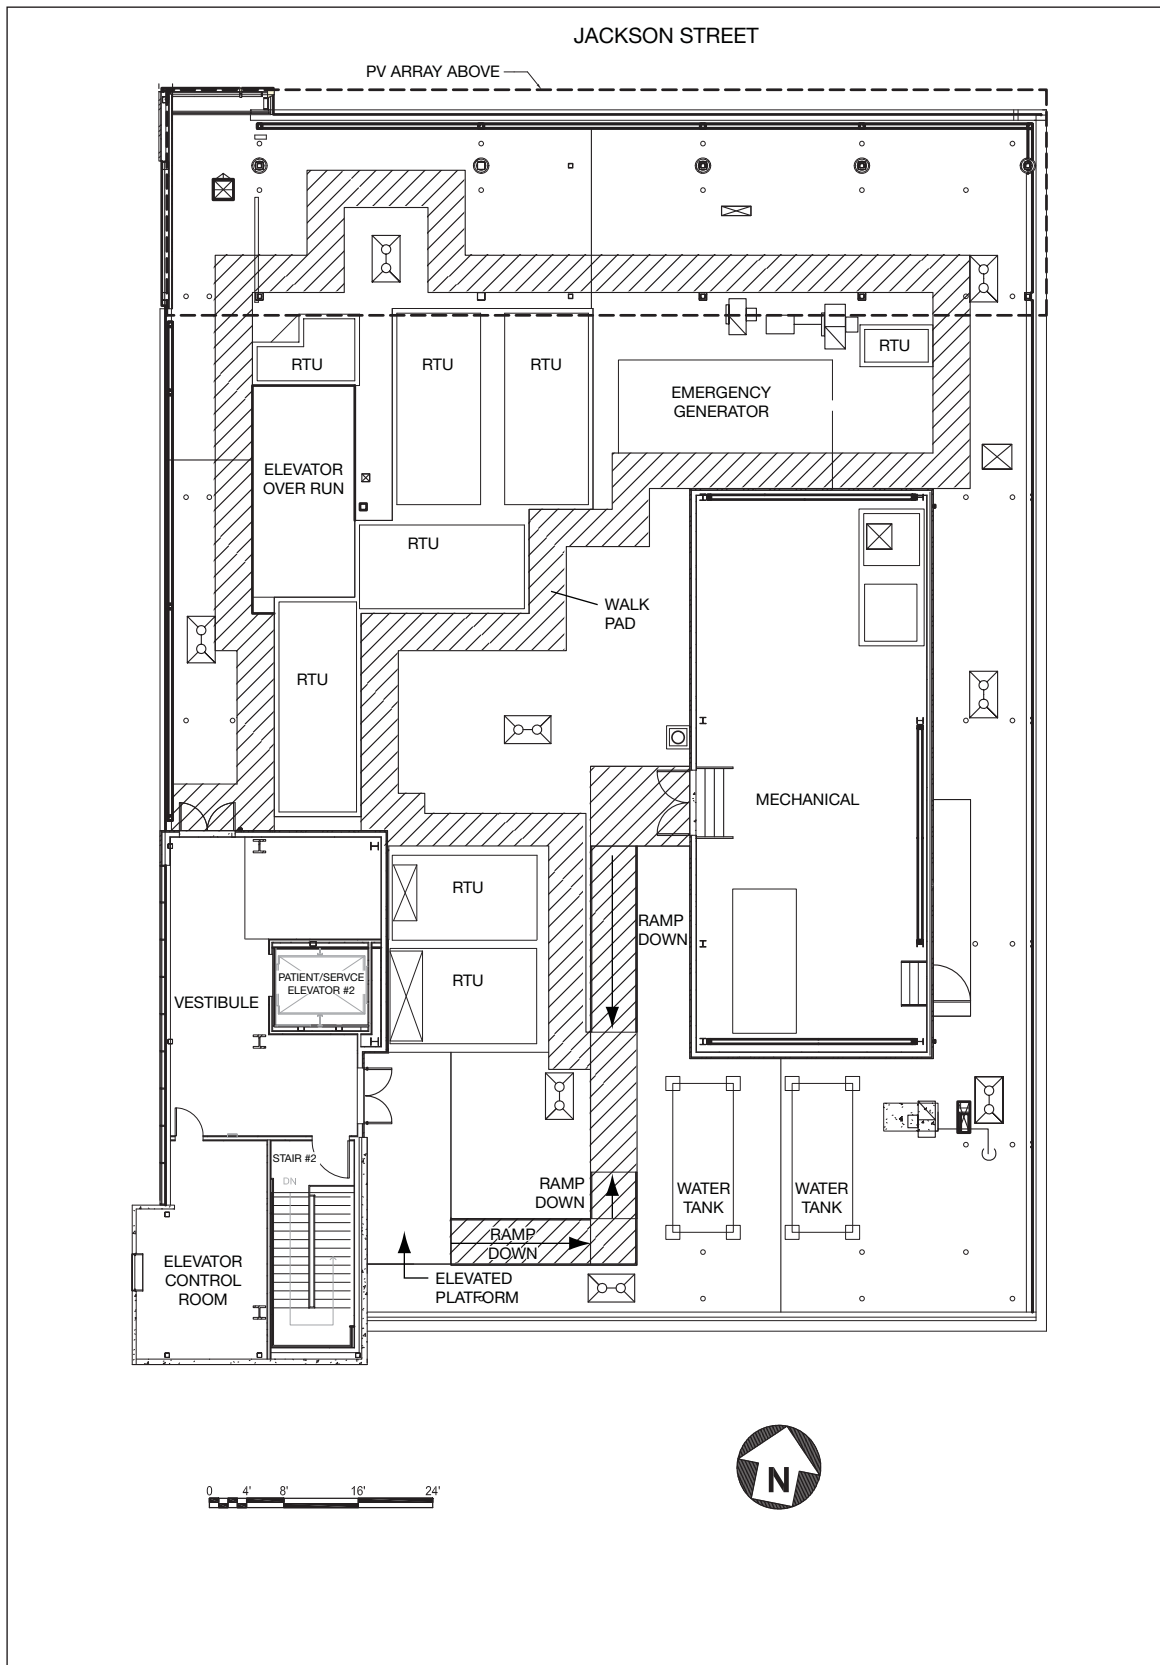 JACKSON STREET
PV ARRAY ABOVE
RTU
RTU
RTU
RTU
EMERGENCY
GENERATOR
ELEVATOR
OVER RUN
RTU
WALK
PAD
RTU
MECHANICAL
RTU
RAMP
DOWN
PATIENT/SERVCE
ELEVATOR #2
RTU
VESTIBULE
STAIR #2
DN
RAMP
DOWN
WATER
TANK
WATER
TANK
RAMP
DOWN
ELEVATOR
CONTROL
ROOM
ELEVATED
PLATFORM
N
0 4' 8' 16' 24'